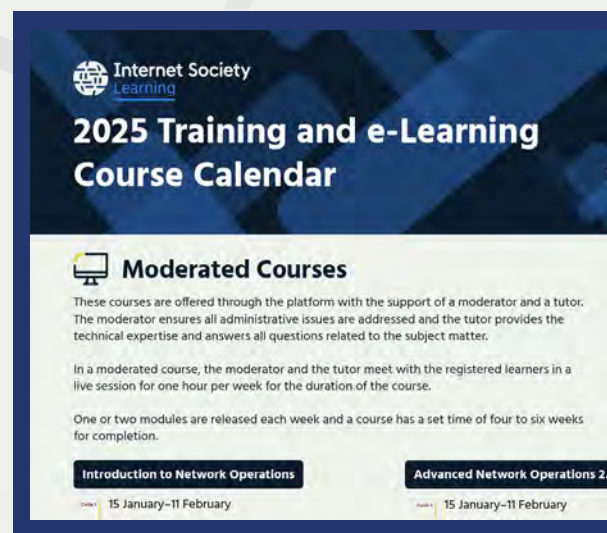 Internet Society
Learning
2025 Training and e-Learning
Course Calendar
Moderated Courses
These courses are offered through the platform with the support of a moderator and a tutor.
The moderator ensures all administrative issues are addressed and the tutor provides the
technical expertise and answers all questions related to the subject matter.
In a moderated course, the moderator and the tutor meet with the registered learners in a
live session for one hour per week for the duration of the course.
One or two modules are released each week and a course has a set time of four to six weeks
for completion.
Introduction to Network Operations
15 January–11 February
Advanced Network Operations 2.
15 January–11 February